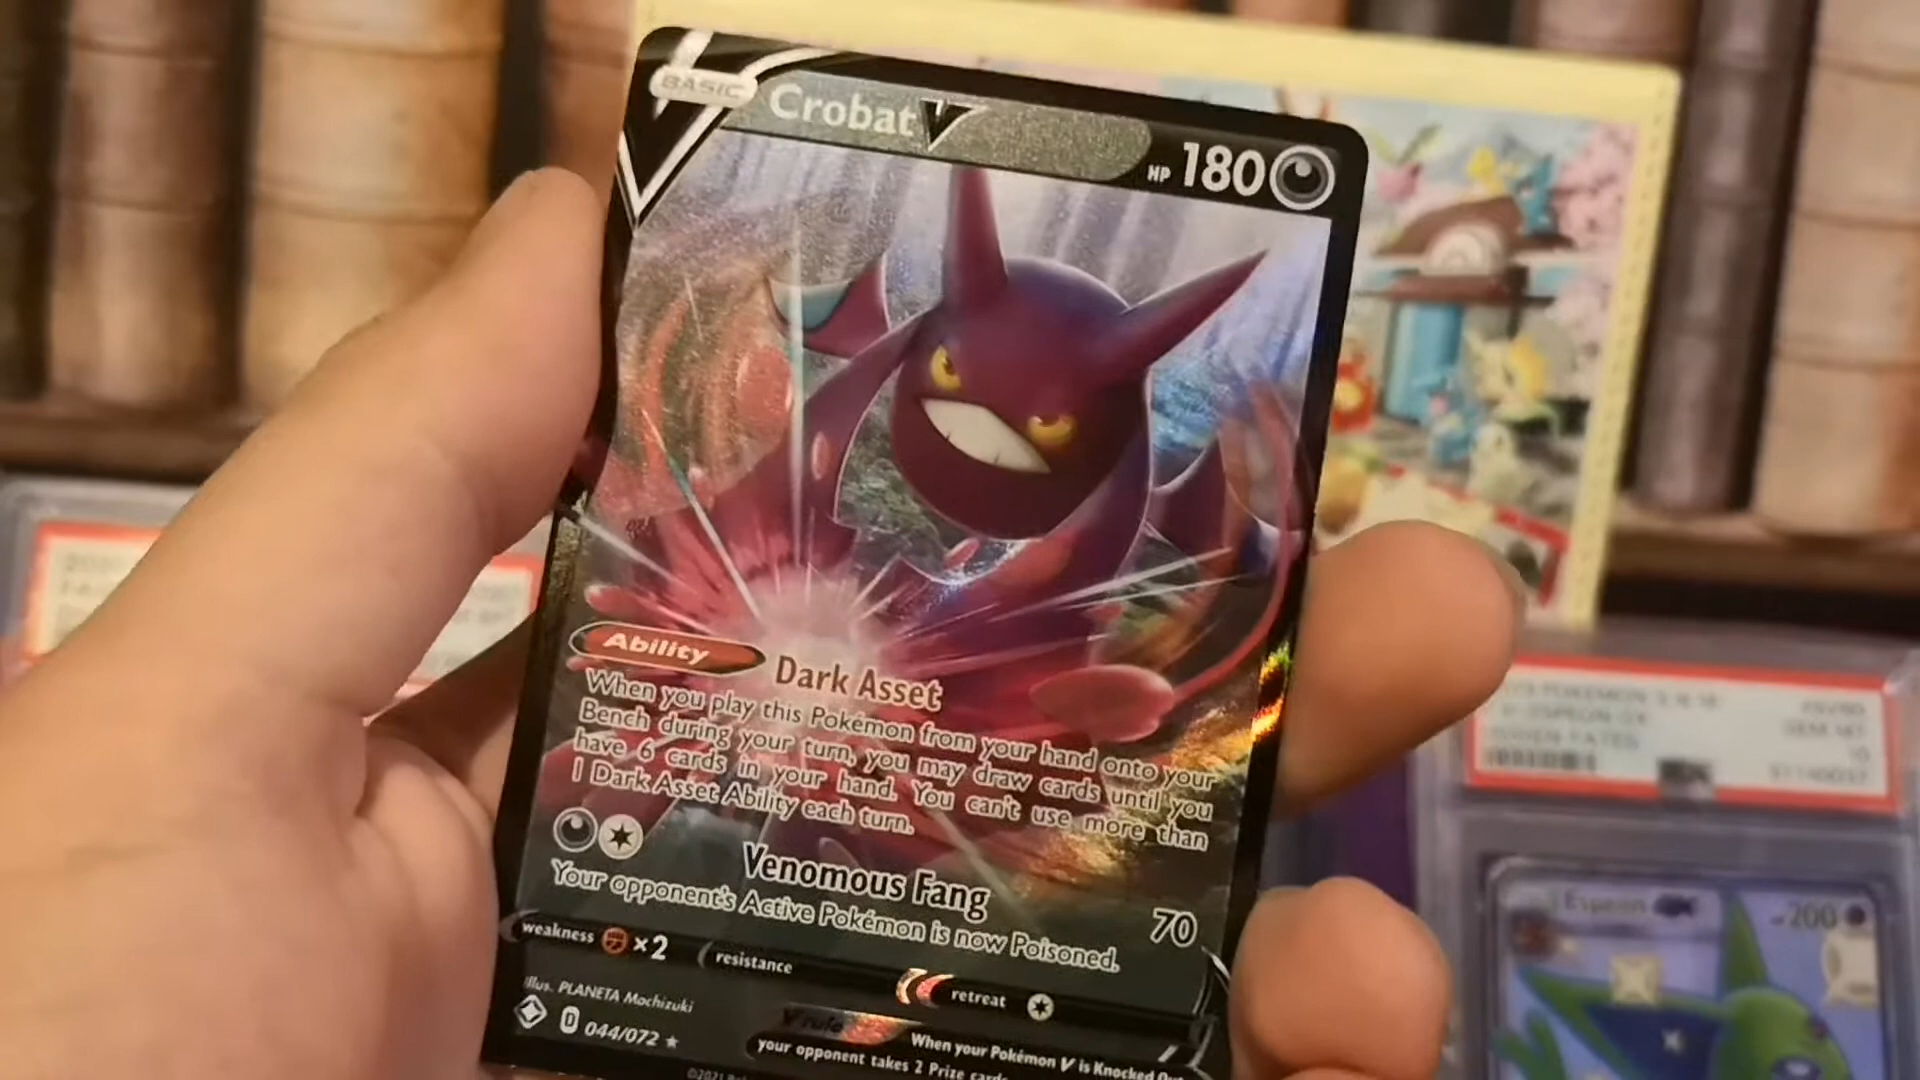 BASIC
Crobat V
HP 180
Ability Dark Asset
When you play this Pokémon from your hand onto your
Bench during your turn, you may draw cards until you
have 6 cards in your hand. You can't use more than
1 Dark Asset Ability each turn.
Venomous Fang
70
Your opponent's Active Pokémon is now Poisoned.
weakness ×2
resistance
retreat
Illus. PLANETA Mochizuki
D 044/072
V rule
When your Pokémon V is Knocked Out
your opponent takes 2 Prize cards
©2021
GEM MT
10
Espeon GX
200